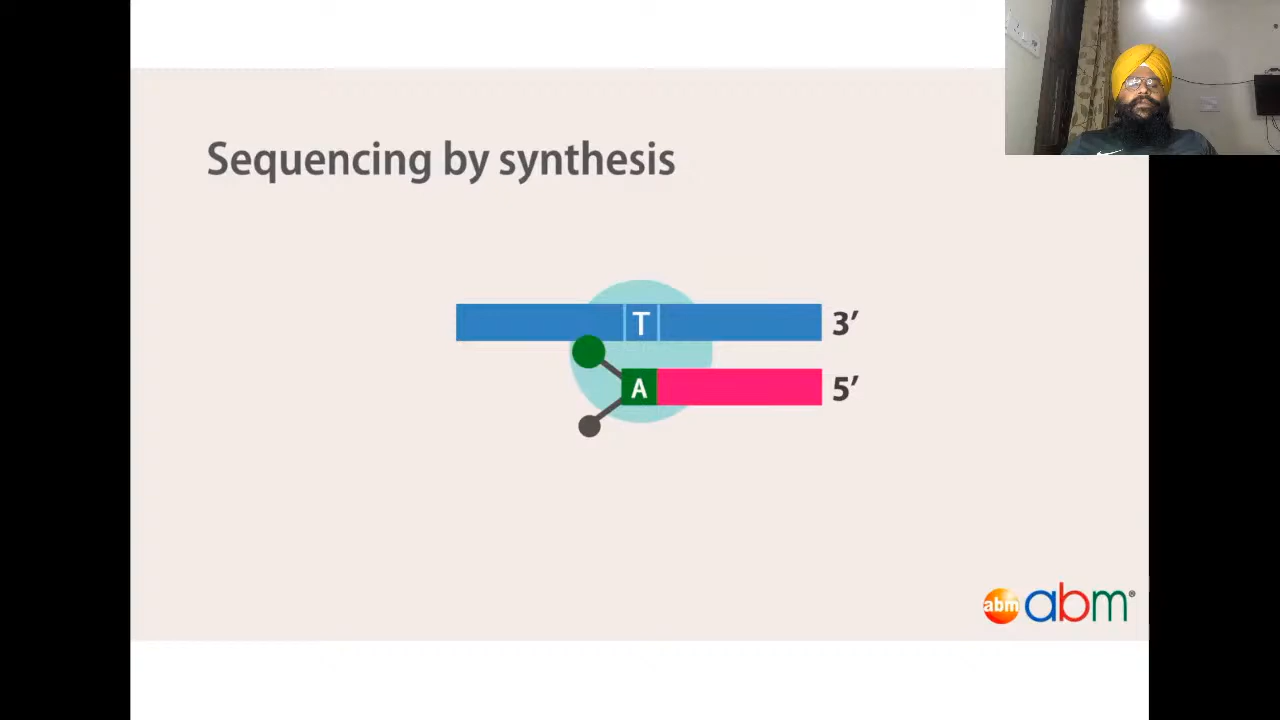 Sequencing by synthesis
T
3′
A
5′
abm abm®